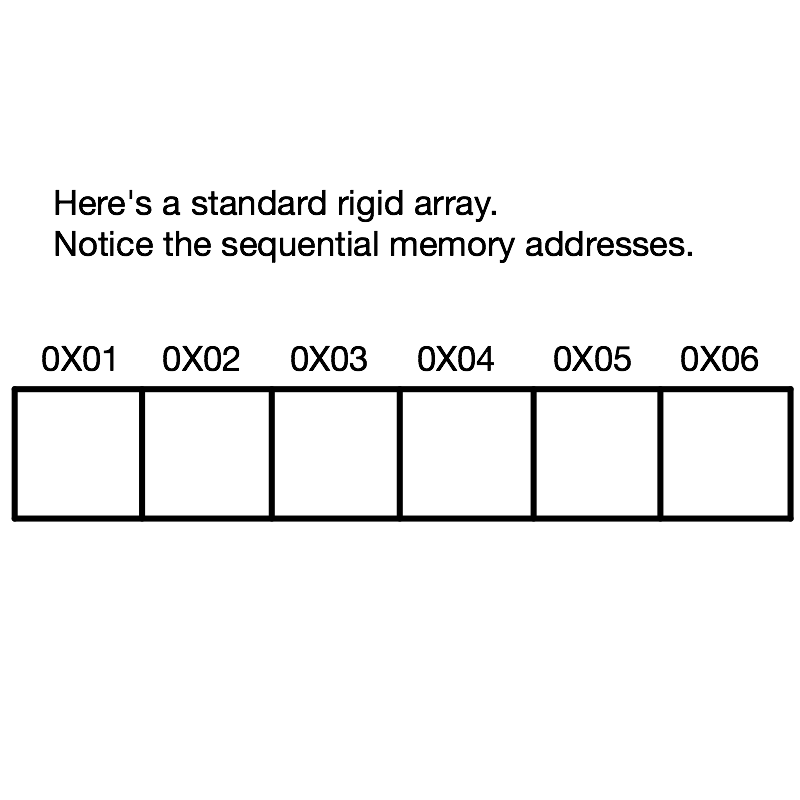 Here's a standard rigid array.
Notice the sequential memory addresses.
0X01 0X02 0X03 0X04 0X05 0X06